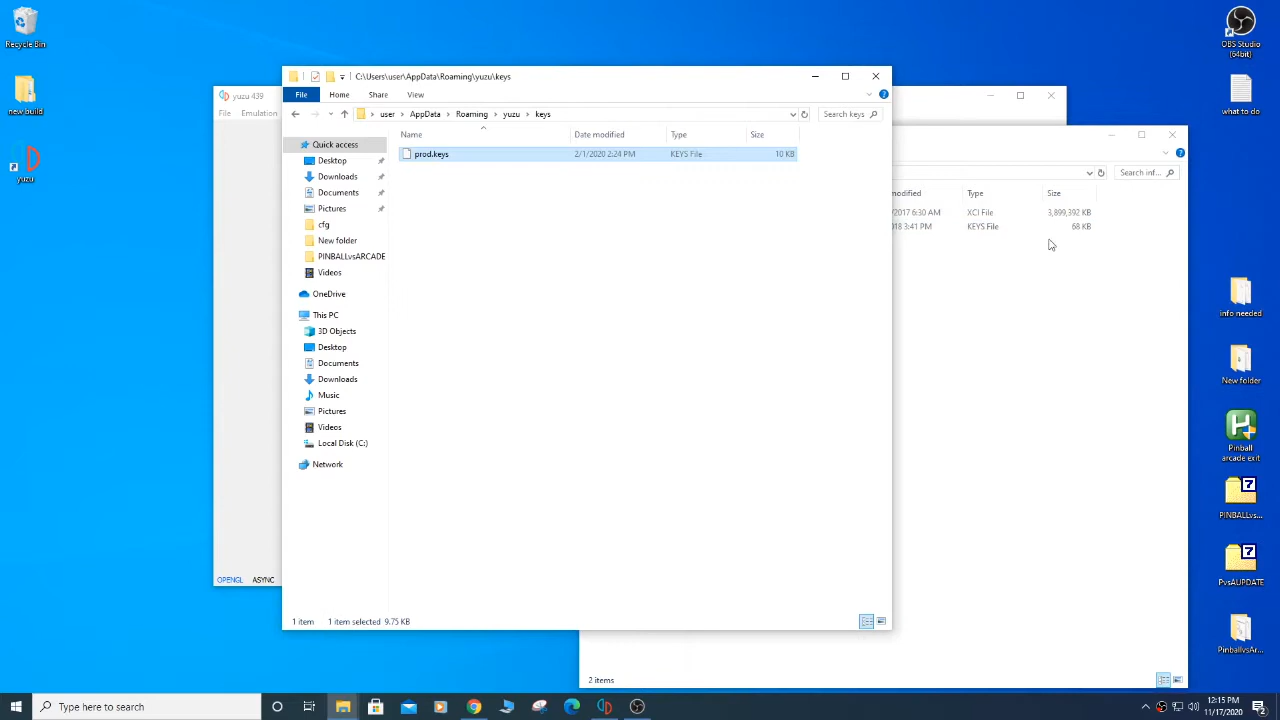 Recycle Bin
new build
yuzu
OBS Studio
(64bit)
what to do
info needed
New folder
Pinball
arcade exit
PINBALLvs...
PvsAUPDATE
PinballvsAr...
yuzu 439
File Emulation
OPENGL ASYNC
C:\Users\user\AppData\Roaming\yuzu\keys
File Home Share View
user AppData Roaming yuzu keys
Search keys
Name Date modified Type Size
prod.keys 2/1/2020 2:24 PM KEYS File 10 KB
Quick access
Desktop
Downloads
Documents
Pictures
cfg
New folder
PINBALLvsARCADE
Videos
OneDrive
This PC
3D Objects
Desktop
Documents
Downloads
Music
Pictures
Videos
Local Disk (C:)
Network
1 item 1 item selected 9.75 KB
Search inf...
modified Type Size
/2017 6:30 AM XCI File 3,899,392 KB
018 3:41 PM KEYS File 68 KB
2 items
Type here to search
12:15 PM
11/17/2020
2